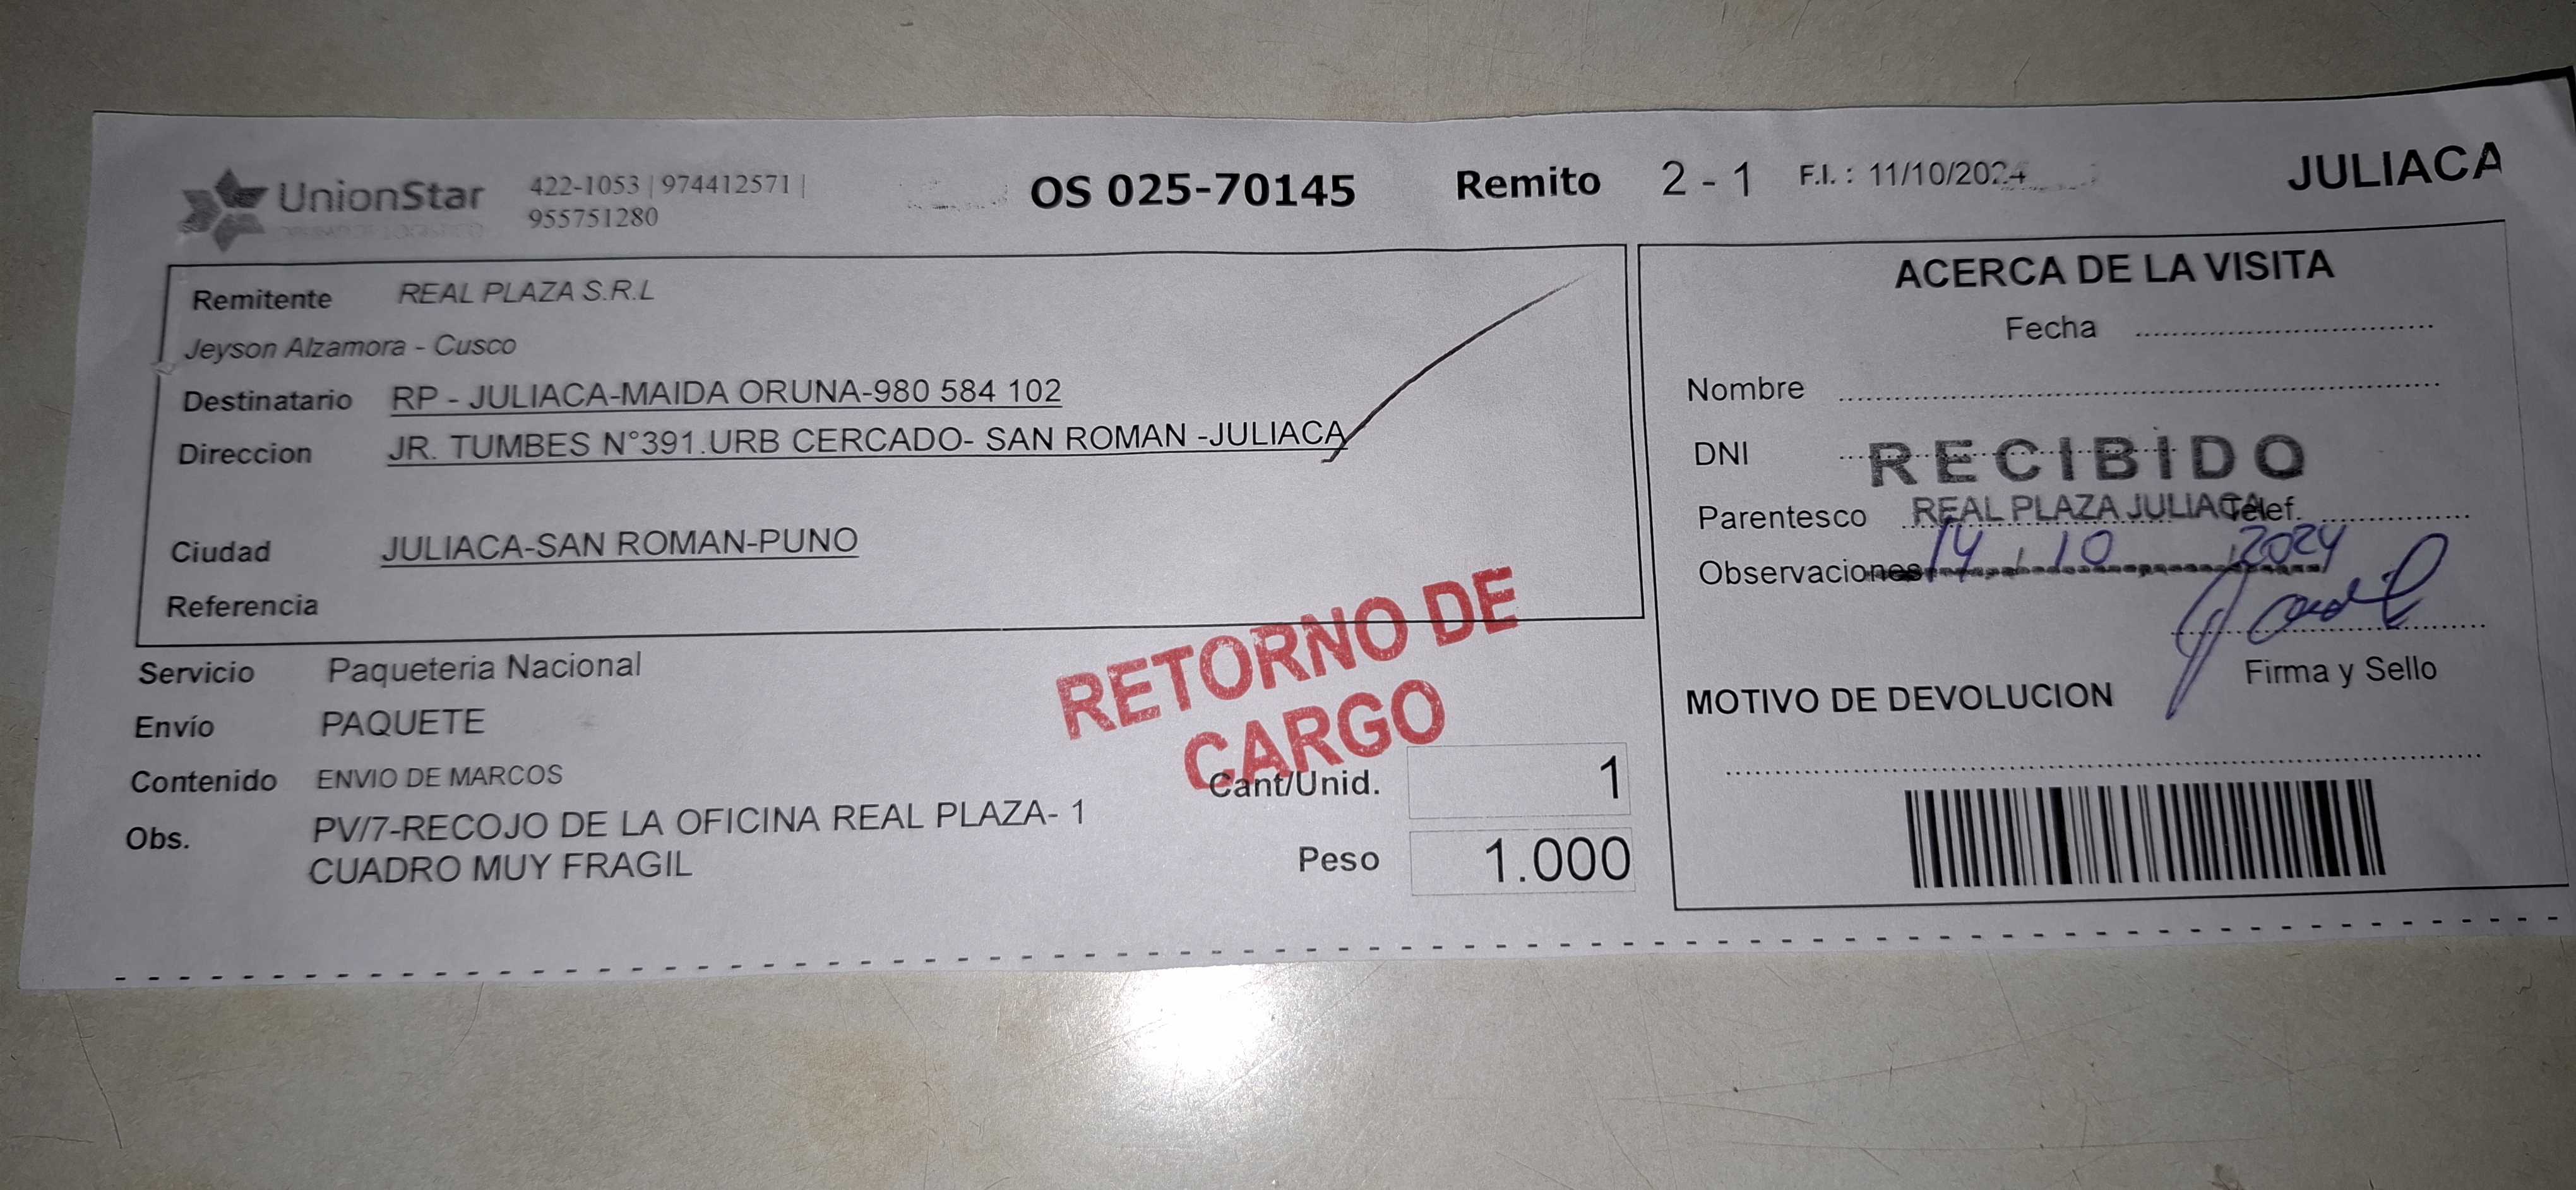 UnionStar 422-1053 | 974412571 |
955751280
OS 025-70145 Remito 2 - 1 F.I. : 11/10/2024 JULIACA
Remitente REAL PLAZA S.R.L
Jeyson Alzamora - Cusco
Destinatario RP - JULIACA-MAIDA ORUNA-980 584 102
Direccion JR. TUMBES N°391.URB CERCADO- SAN ROMAN -JULIACA
Ciudad JULIACA-SAN ROMAN-PUNO
Referencia
Servicio Paqueteria Nacional
Envío PAQUETE
Contenido ENVIO DE MARCOS
Obs. PV/7-RECOJO DE LA OFICINA REAL PLAZA- 1
CUADRO MUY FRAGIL
RETORNO DE
CARGO
Cant/Unid. 1
Peso 1.000
ACERCA DE LA VISITA
Fecha
Nombre
DNI
RECIBIDO
Parentesco REAL PLAZA JULIACA Telef.
Observaciones 14 10 2024
Firma y Sello
MOTIVO DE DEVOLUCION